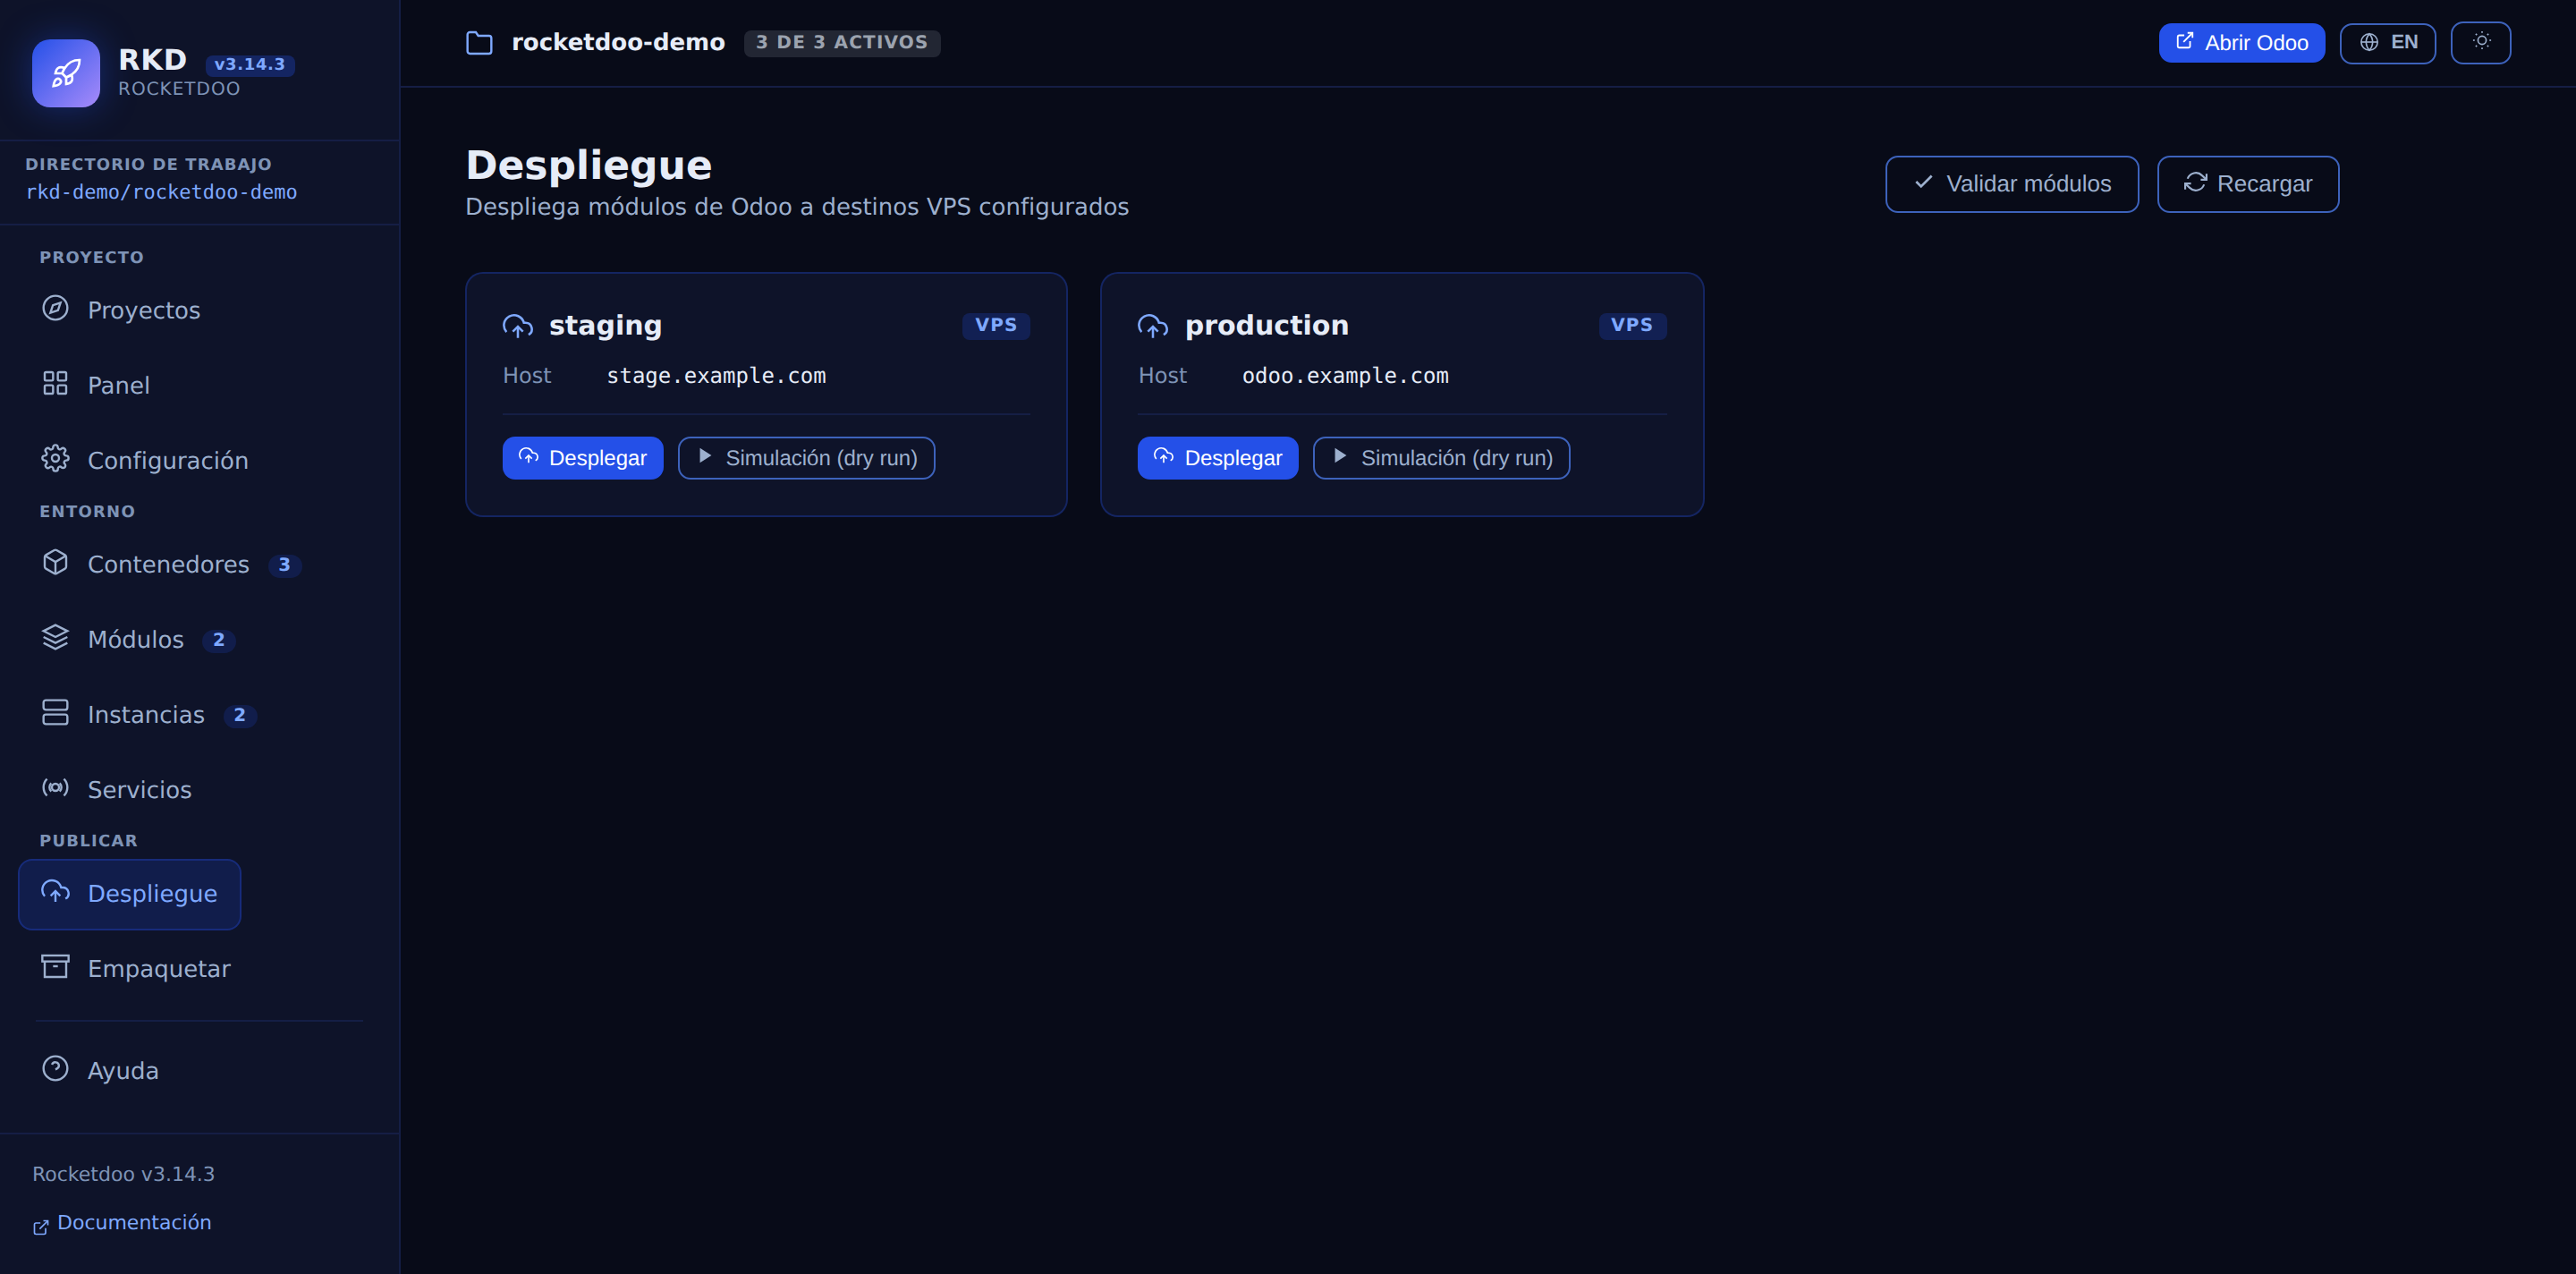 RKD v3.14.3
ROCKETDOO
DIRECTORIO DE TRABAJO
rkd-demo/rocketdoo-demo
PROYECTO
Proyectos
Panel
Configuración
ENTORNO
Contenedores 3
Módulos 2
Instancias 2
Servicios
PUBLICAR
Despliegue
Empaquetar
Ayuda
Rocketdoo v3.14.3
Documentación
rocketdoo-demo 3 DE 3 ACTIVOS
Abrir Odoo EN
Despliegue
Despliega módulos de Odoo a destinos VPS configurados
Validar módulos Recargar
staging VPS
Host stage.example.com
Desplegar Simulación (dry run)
production VPS
Host odoo.example.com
Desplegar Simulación (dry run)